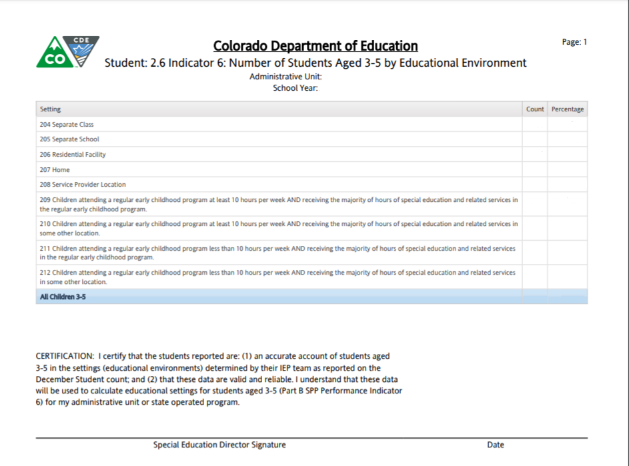 CDE
CO
Colorado Department of Education
Page: 1
Student: 2.6 Indicator 6: Number of Students Aged 3-5 by Educational Environment
Administrative Unit:
School Year:
Setting Count Percentage
204 Separate Class
205 Separate School
206 Residential Facility
207 Home
208 Service Provider Location
209 Children attending a regular early childhood program at least 10 hours per week AND receiving the majority of hours of special education and related services in
the regular early childhood program.
210 Children attending a regular early childhood program at least 10 hours per week AND receiving the majority of hours of special education and related services in
some other location.
211 Children attending a regular early childhood program less than 10 hours per week AND receiving the majority of hours of special education and related services
in the regular early childhood program.
212 Children attending a regular early childhood program less than 10 hours per week AND receiving the majority of hours of special education and related services
in some other location.
All Children 3-5
CERTIFICATION: I certify that the students reported are: (1) an accurate account of students aged
3-5 in the settings (educational environments) determined by their IEP team as reported on the
December Student count; and (2) that these data are valid and reliable. I understand that these data
will be used to calculate educational settings for students aged 3-5 (Part B SPP Performance Indicator
6) for my administrative unit or state operated program.
Special Education Director Signature Date